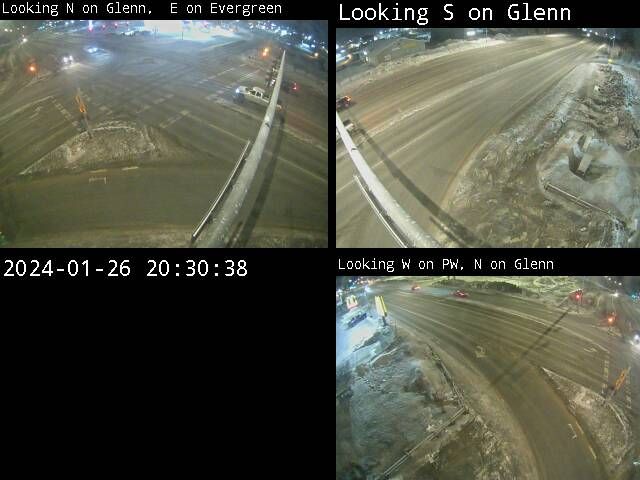 Looking N on Glenn, E on Evergreen
Looking S on Glenn
2024-01-26 20:30:38
Looking W on PW, N on Glenn